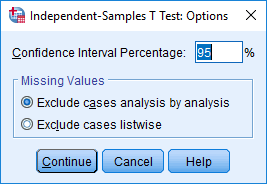 Independent-Samples T Test: Options
Confidence Interval Percentage: 95 %
Missing Values
Exclude cases analysis by analysis
Exclude cases listwise
Continue Cancel Help